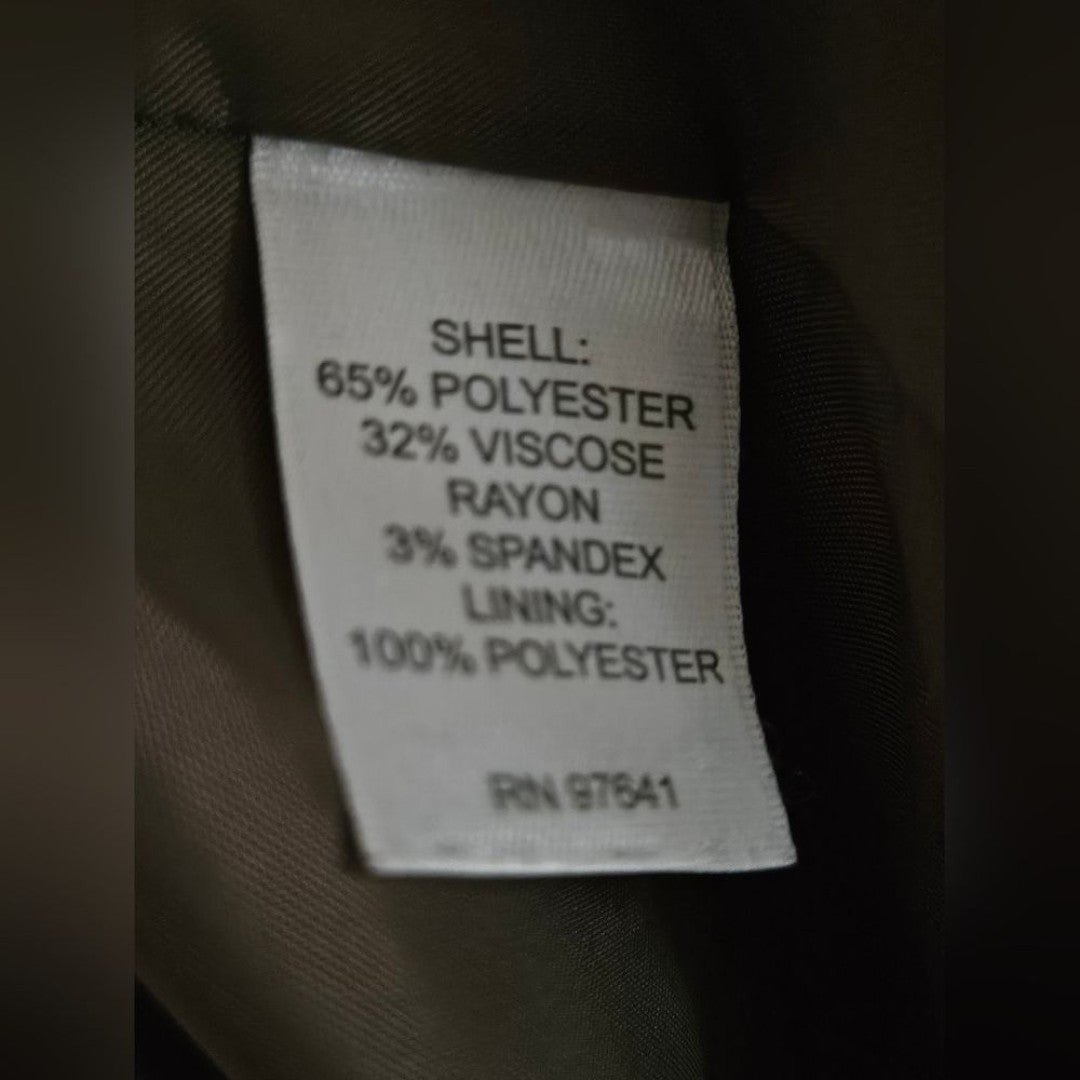 SHELL:
65% POLYESTER
32% VISCOSE
RAYON
3% SPANDEX
LINING:
100% POLYESTER
RN 97641